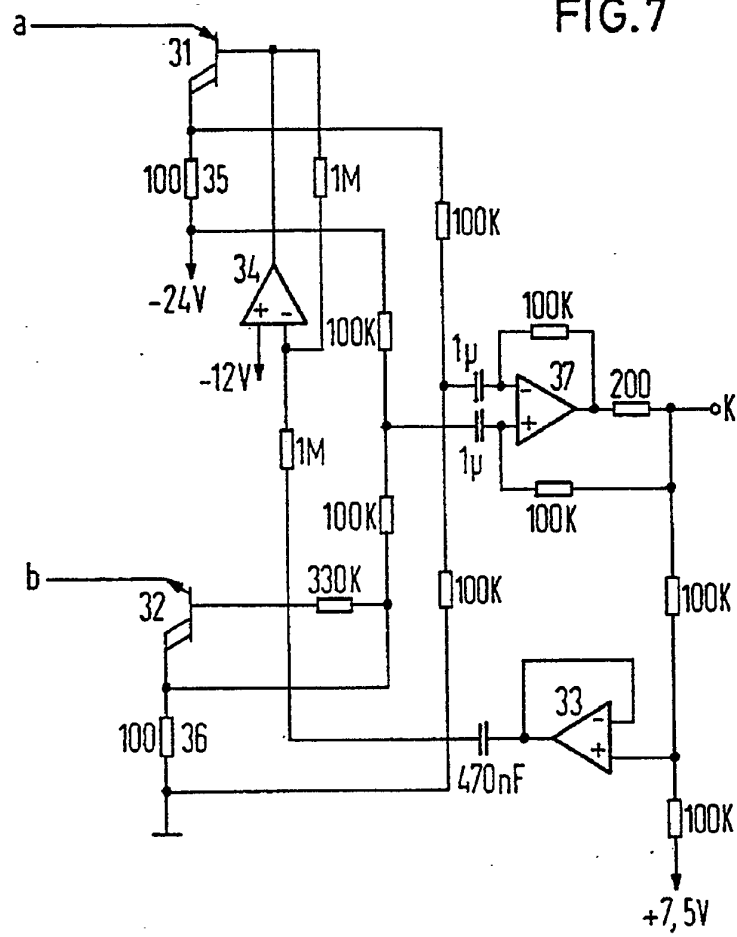 FIG.7
a
31
100 35
1M
100K
-24V
34
+ -
100K
-12V
100K
1µ
37
200
-
+
K
1M
1µ
100K
100K
b
330K
32
100K
100K
33
-
+
100 36
470nF
100K
+7,5V